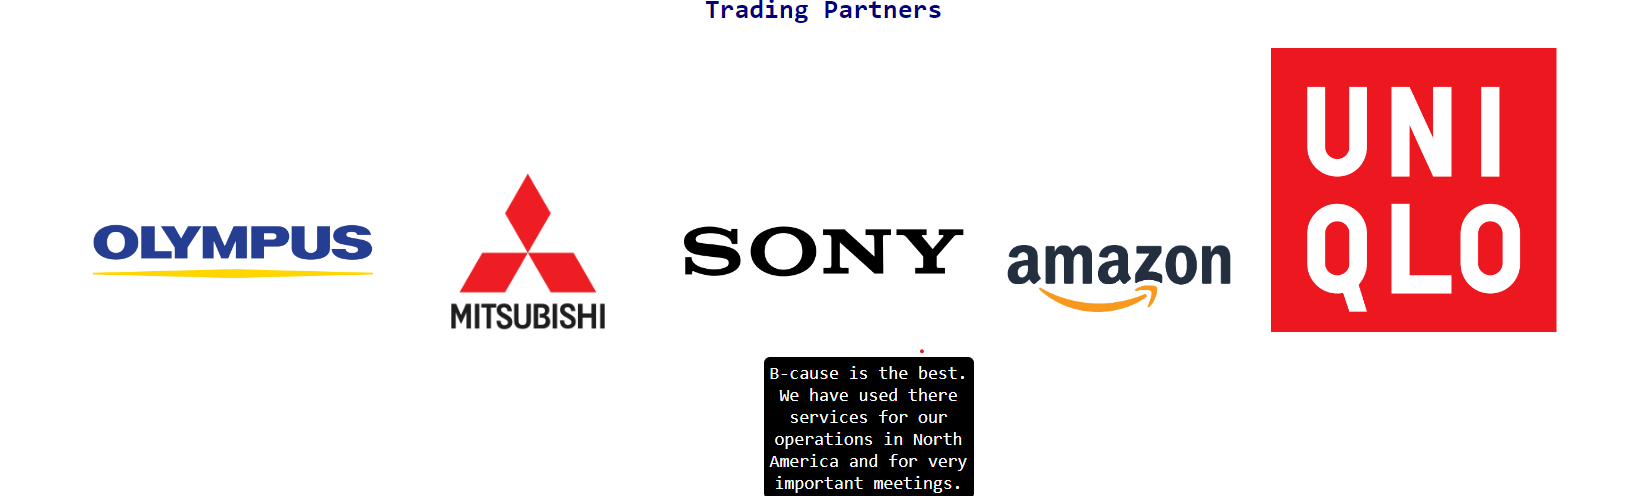 Trading Partners
OLYMPUS
MITSUBISHI
SONY
amazon
UNI
QLO
B-cause is the best.
We have used there
services for our
operations in North
America and for very
important meetings.